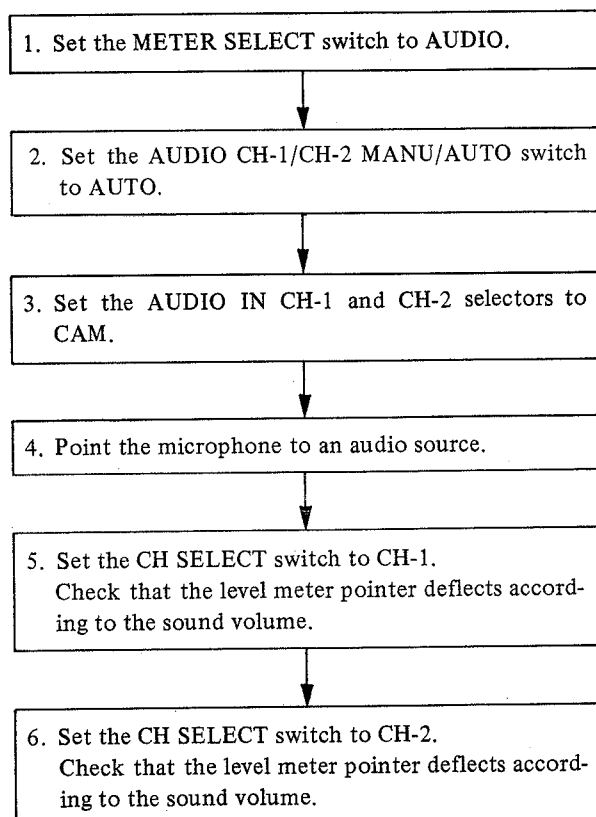 1. Set the METER SELECT switch to AUDIO.
2. Set the AUDIO CH-1/CH-2 MANU/AUTO switch
to AUTO.
3. Set the AUDIO IN CH-1 and CH-2 selectors to
CAM.
4. Point the microphone to an audio source.
5. Set the CH SELECT switch to CH-1.
Check that the level meter pointer deflects accord-
ing to the sound volume.
6. Set the CH SELECT switch to CH-2.
Check that the level meter pointer deflects accord-
ing to the sound volume.